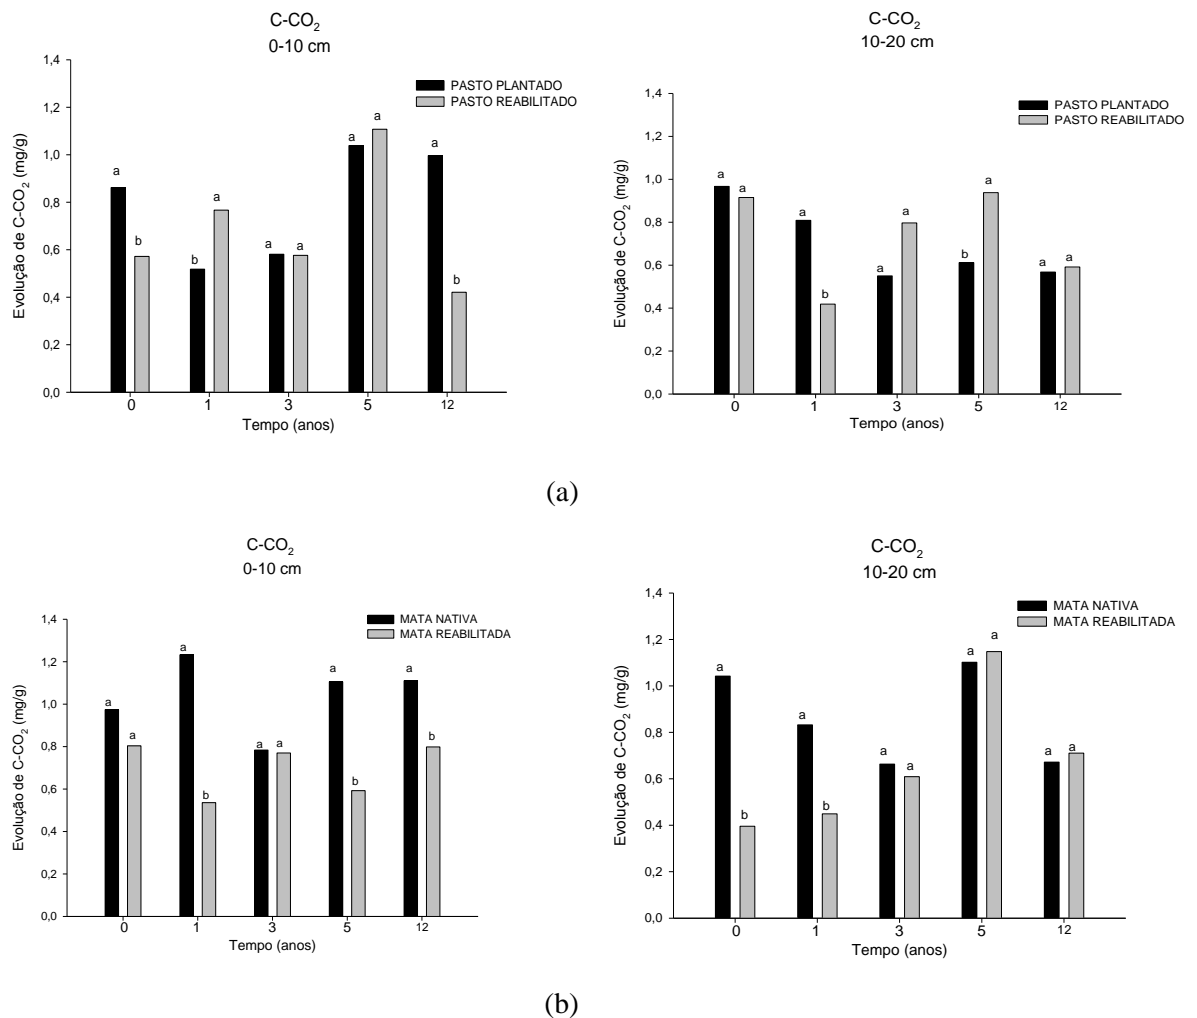 C-CO₂
0-10 cm
Evolução de C-CO₂ (mg/g)
1,4
1,2
1,0
0,8
0,6
0,4
0,2
0,0
PASTO PLANTADO
PASTO REABILITADO
a
b
b
a
a
a
a
a
a
b
0 1 3 5 12
Tempo (anos)
C-CO₂
10-20 cm
Evolução de C-CO₂ (mg/g)
1,4
1,2
1,0
0,8
0,6
0,4
0,2
0,0
PASTO PLANTADO
PASTO REABILITADO
a
a
a
b
a
a
b
a
a
a
0 1 3 5 12
Tempo (anos)
(a)
C-CO₂
0-10 cm
Evolução de C-CO₂ (mg/g)
1,4
1,2
1,0
0,8
0,6
0,4
0,2
0,0
MATA NATIVA
MATA REABILITADA
a
a
a
b
a
a
a
b
a
b
0 1 3 5 12
Tempo (anos)
C-CO₂
10-20 cm
Evolução de C-CO₂ (mg/g)
1,4
1,2
1,0
0,8
0,6
0,4
0,2
0,0
MATA NATIVA
MATA REABILITADA
a
b
a
b
a
a
a
a
a
a
0 1 3 5 12
Tempo (anos)
(b)